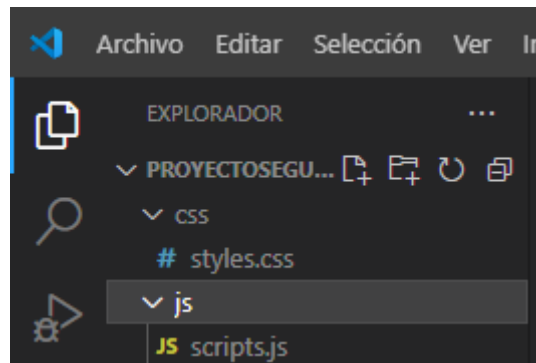 Archivo Editar Selección Ver
EXPLORADOR ...
PROYECTOSEGU...
css
# styles.css
js
JS scripts.js